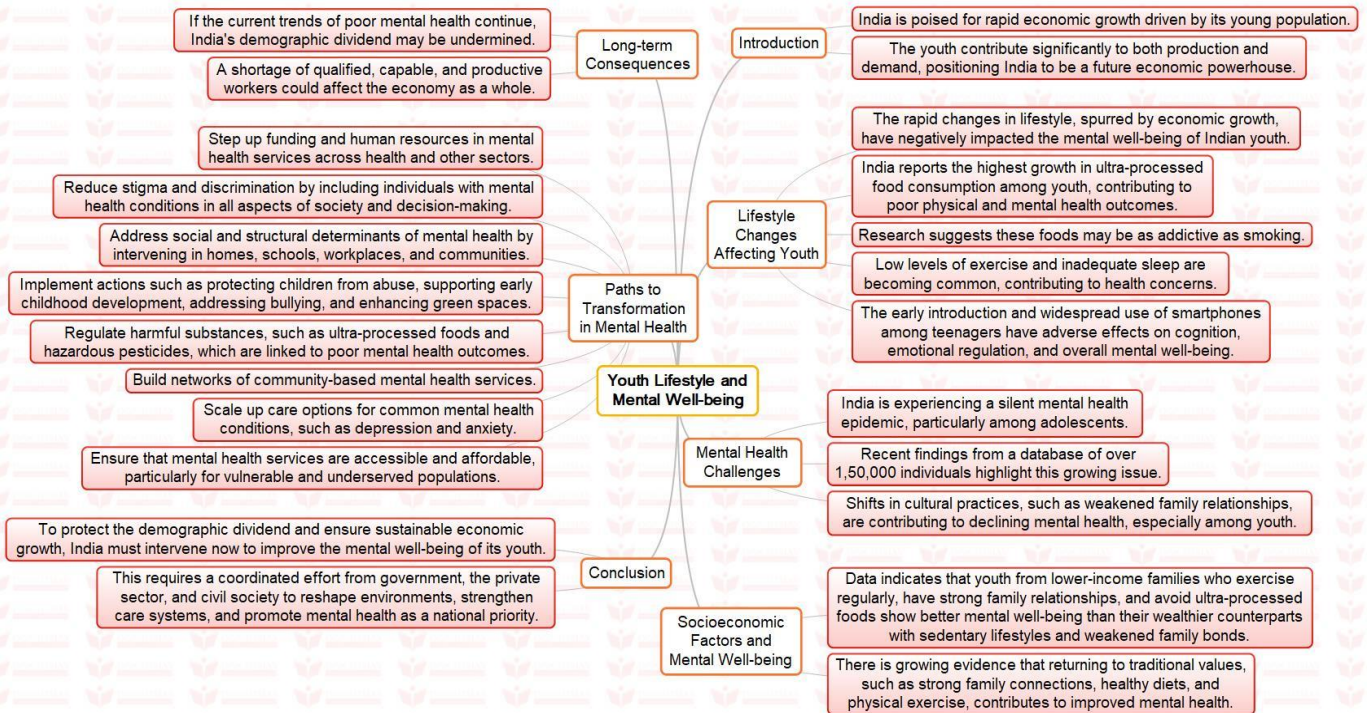 Youth Lifestyle and
Mental Well-being
Introduction
India is poised for rapid economic growth driven by its young population.
The youth contribute significantly to both production and
demand, positioning India to be a future economic powerhouse.
Lifestyle
Changes
Affecting Youth
The rapid changes in lifestyle, spurred by economic growth,
have negatively impacted the mental well-being of Indian youth.
India reports the highest growth in ultra-processed
food consumption among youth, contributing to
poor physical and mental health outcomes.
Research suggests these foods may be as addictive as smoking.
Low levels of exercise and inadequate sleep are
becoming common, contributing to health concerns.
The early introduction and widespread use of smartphones
among teenagers have adverse effects on cognition,
emotional regulation, and overall mental well-being.
Mental Health
Challenges
India is experiencing a silent mental health
epidemic, particularly among adolescents.
Recent findings from a database of over
1,50,000 individuals highlight this growing issue.
Shifts in cultural practices, such as weakened family relationships,
are contributing to declining mental health, especially among youth.
Socioeconomic
Factors and
Mental Well-being
Data indicates that youth from lower-income families who exercise
regularly, have strong family relationships, and avoid ultra-processed
foods show better mental well-being than their wealthier counterparts
with sedentary lifestyles and weakened family bonds.
There is growing evidence that returning to traditional values,
such as strong family connections, healthy diets, and
physical exercise, contributes to improved mental health.
Long-term
Consequences
If the current trends of poor mental health continue,
India's demographic dividend may be undermined.
A shortage of qualified, capable, and productive
workers could affect the economy as a whole.
Paths to
Transformation
in Mental Health
Step up funding and human resources in mental
health services across health and other sectors.
Reduce stigma and discrimination by including individuals with mental
health conditions in all aspects of society and decision-making.
Address social and structural determinants of mental health by
intervening in homes, schools, workplaces, and communities.
Implement actions such as protecting children from abuse, supporting early
childhood development, addressing bullying, and enhancing green spaces.
Regulate harmful substances, such as ultra-processed foods and
hazardous pesticides, which are linked to poor mental health outcomes.
Build networks of community-based mental health services.
Scale up care options for common mental health
conditions, such as depression and anxiety.
Ensure that mental health services are accessible and affordable,
particularly for vulnerable and underserved populations.
Conclusion
To protect the demographic dividend and ensure sustainable economic
growth, India must intervene now to improve the mental well-being of its youth.
This requires a coordinated effort from government, the private
sector, and civil society to reshape environments, strengthen
care systems, and promote mental health as a national priority.